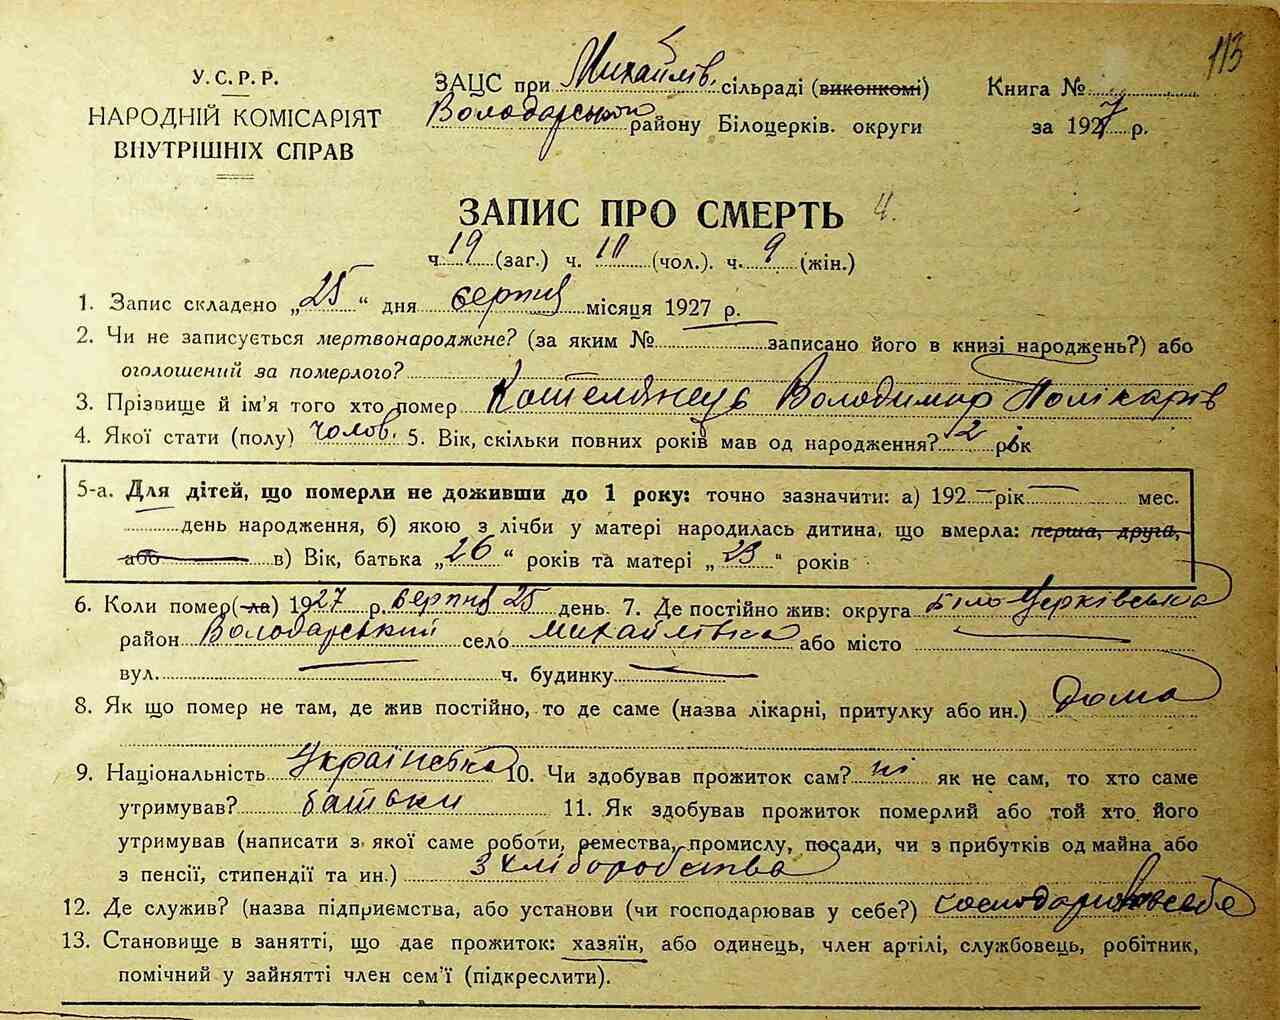 113
У.С.Р.Р.
НАРОДНІЙ КОМІСАРІЯТ
ВНУТРІШНІХ СПРАВ
ЗАЦС при Михайлів. сільраді (виконкомі)
Володарського району Білоцерків. округи
Книга №
за 1927 р.
ЗАПИС ПРО СМЕРТЬ 4.
ч. 19 (заг.) ч. 10 (чол.). ч. 9 (жін.)
1. Запис складено „25“ дня серпня місяця 1927 р.
2. Чи не записується мертвонароджене? (за яким № записано його в книзі народжень?) або
оголошений за померлого?
3. Прізвище й ім'я того хто помер Кошелянець Володимир Полікарпів
4. Якої стати (полу) чолов. 5. Вік, скільки повних років мав од народження? 2 рік
5-а. Для дітей, що померли не доживши до 1 року: точно зазначити: а) 192 — рік — мес.
день народження, б) якою з лічби у матері народилась дитина, що вмерла: перша, друга,
або в) Вік, батька „26“ років та матері „23“ років
6. Коли помер(-ла) 1927 р. серпня 25 день. 7. Де постійно жив: округа Білоцерківська
район Володарський село Михайлівка або місто —
вул. — ч. будинку —
8. Як що помер не там, де жив постійно, то де саме (назва лікарні, притулку або ин.) Дома
9. Національність Українська 10. Чи здобував прожиток сам? ні як не сам, то хто саме
утримував? батьки 11. Як здобував прожиток померлий або той хто його
утримував (написати з якої саме роботи, ремества, промислу, посади, чи з прибутків од майна або
з пенсії, стипендії та ин.) З хліборобства
12. Де служив? (назва підприємства, або установи (чи господарював у себе?) господарював в себе
13. Становище в занятті, що дає прожиток: хазяїн, або одинець, член артілі, службовець, робітник,
помічний у зайнятті член сем'ї (підкреслити).